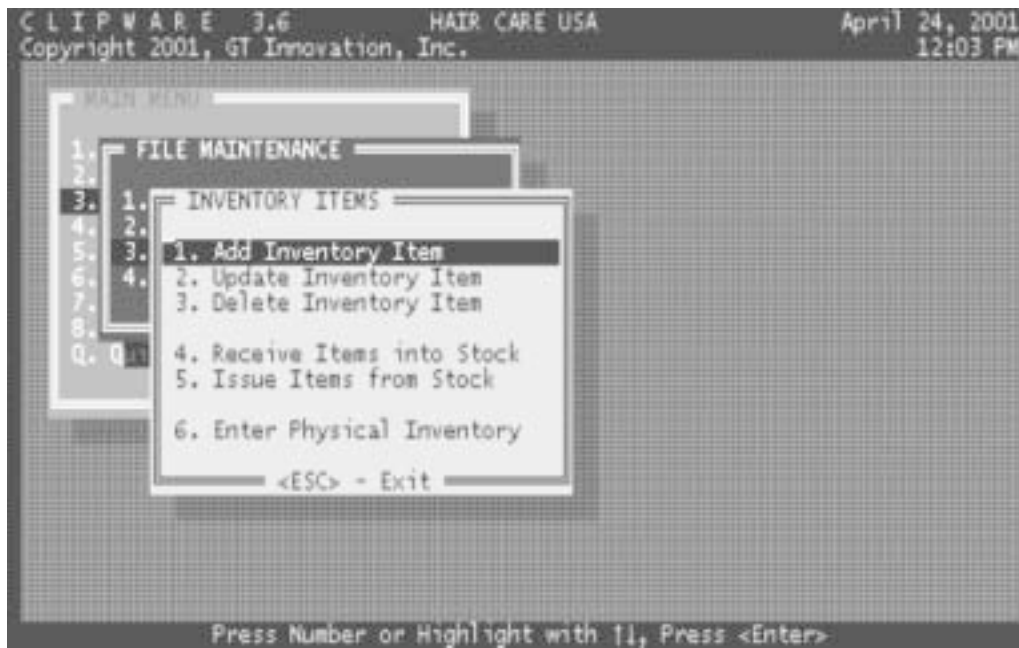 C L I P W A R E 3.6 HAIR CARE USA April 24, 2001
Copyright 2001, GT Innovation, Inc. 12:03 PM
MAIN MENU
1.
2.
3.
4.
5.
6.
7.
8.
Q. Quit
FILE MAINTENANCE
1.
2.
3.
4.
INVENTORY ITEMS
1. Add Inventory Item
2. Update Inventory Item
3. Delete Inventory Item
4. Receive Items into Stock
5. Issue Items from Stock
6. Enter Physical Inventory
<ESC> - Exit
Press Number or Highlight with ↑↓, Press <Enter>